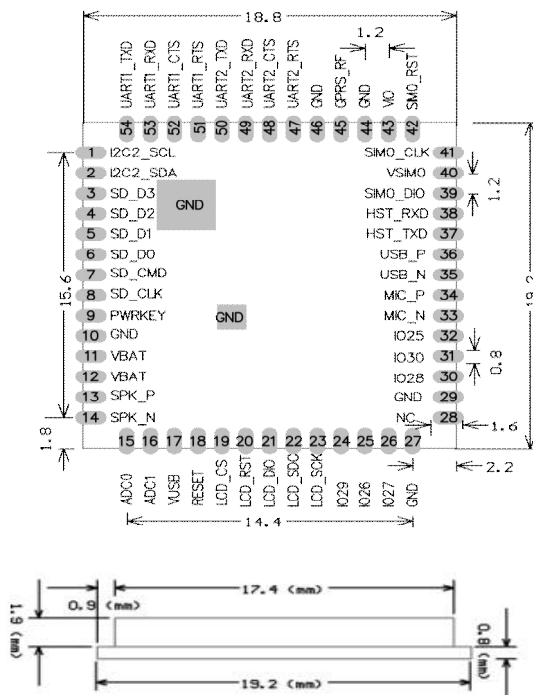 18.8
1.2
UART1_TXD
UART1_RXD
UART1_CTS
UART1_RTS
UART2_TXD
UART2_RXD
UART2_CTS
UART2_RTS
GND
GPRS_RF
GND
VIO
SIM0_RST
54 53 52 51 50 49 48 47 46 45 44 43 42
1 I2C2_SCL
2 I2C2_SDA
3 SD_D3
4 SD_D2
5 SD_D1
6 SD_D0
7 SD_CMD
8 SD_CLK
9 PWRKEY
10 GND
11 VBAT
12 VBAT
13 SPK_P
14 SPK_N
GND
GND
SIM0_CLK 41
VSIM0 40
SIM0_DIO 39
HST_RXD 38
HST_TXD 37
USB_P 36
USB_N 35
MIC_P 34
MIC_N 33
IO25 32
IO30 31
IO28 30
GND 29
NC 28
15.6
1.8
1.2
19.2
0.8
1.6
2.2
15 16 17 18 19 20 21 22 23 24 25 26 27
ADC0
ADC1
VUSB
RESET
LCD_CS
LCD_RST
LCD_DIO
LCD_SDC
LCD_SCK
IO29
IO26
IO27
GND
14.4
17.4 (mm)
0.9 (mm)
1.9 (mm)
0.8 (mm)
19.2 (mm)